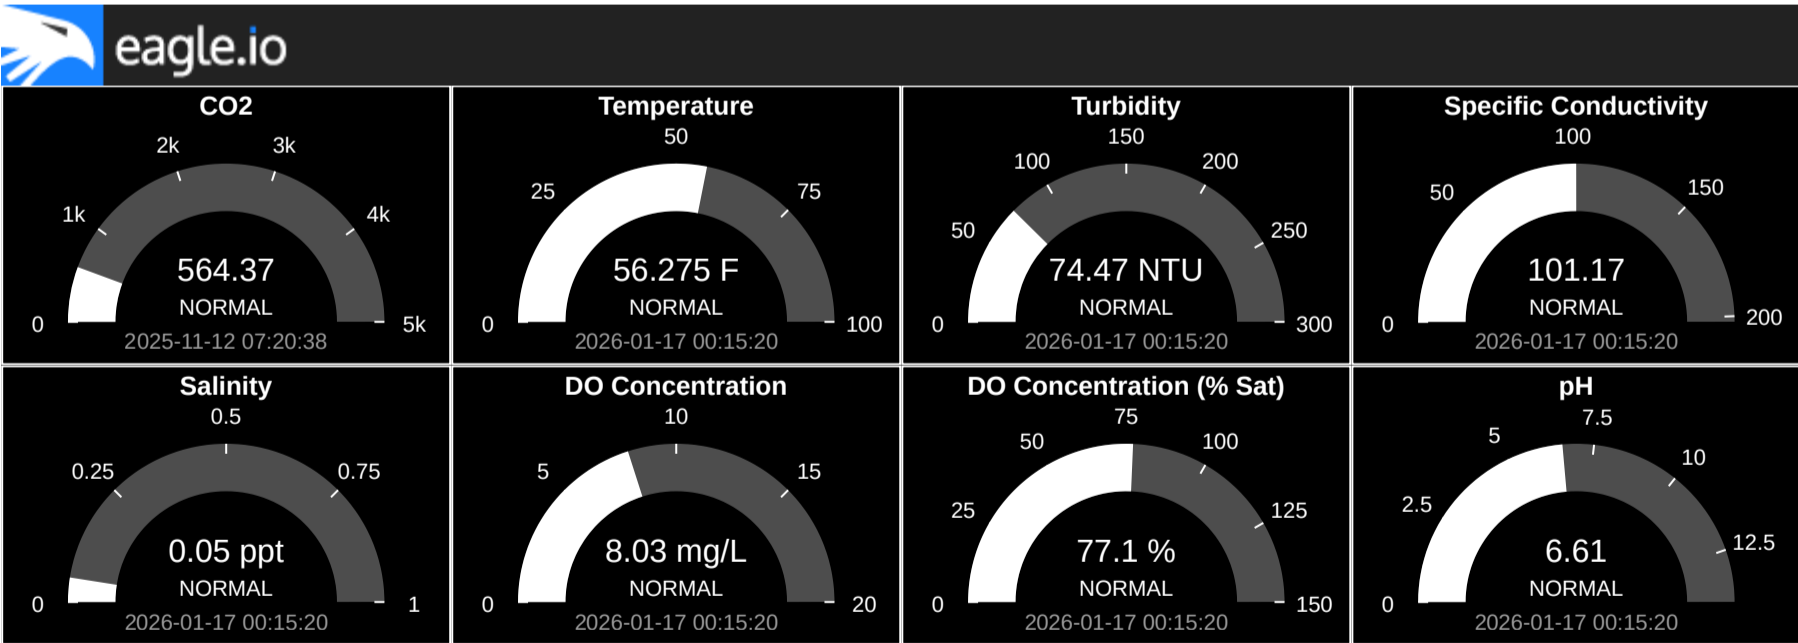 eagle.io
CO2
2k
3k
1k
4k
564.37
NORMAL
0
5k
2025-11-12 07:20:38
Temperature
50
25
75
56.275 F
NORMAL
0
100
2026-01-17 00:15:20
Turbidity
150
100
200
50
250
74.47 NTU
NORMAL
0
300
2026-01-17 00:15:20
Specific Conductivity
100
50
150
101.17
NORMAL
0
200
2026-01-17 00:15:20
Salinity
0.5
0.25
0.75
0.05 ppt
NORMAL
0
1
2026-01-17 00:15:20
DO Concentration
10
5
15
8.03 mg/L
NORMAL
0
20
2026-01-17 00:15:20
DO Concentration (% Sat)
75
50
100
25
125
77.1 %
NORMAL
0
150
2026-01-17 00:15:20
pH
7.5
5
10
2.5
12.5
6.61
NORMAL
0
2026-01-17 00:15:20